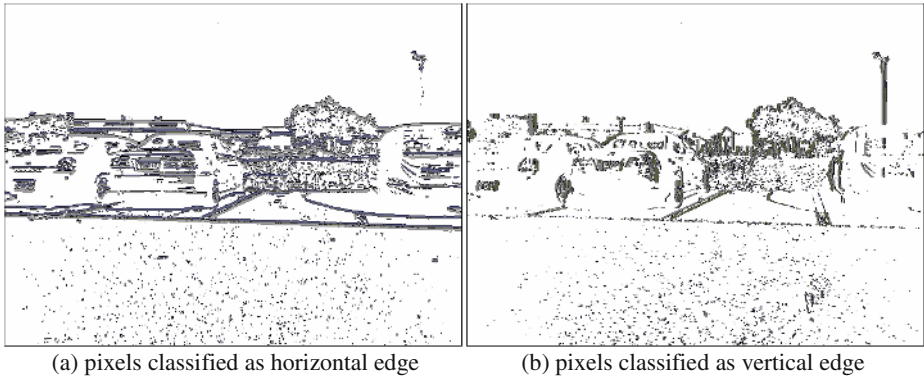 (a) pixels classified as horizontal edge
(b) pixels classified as vertical edge